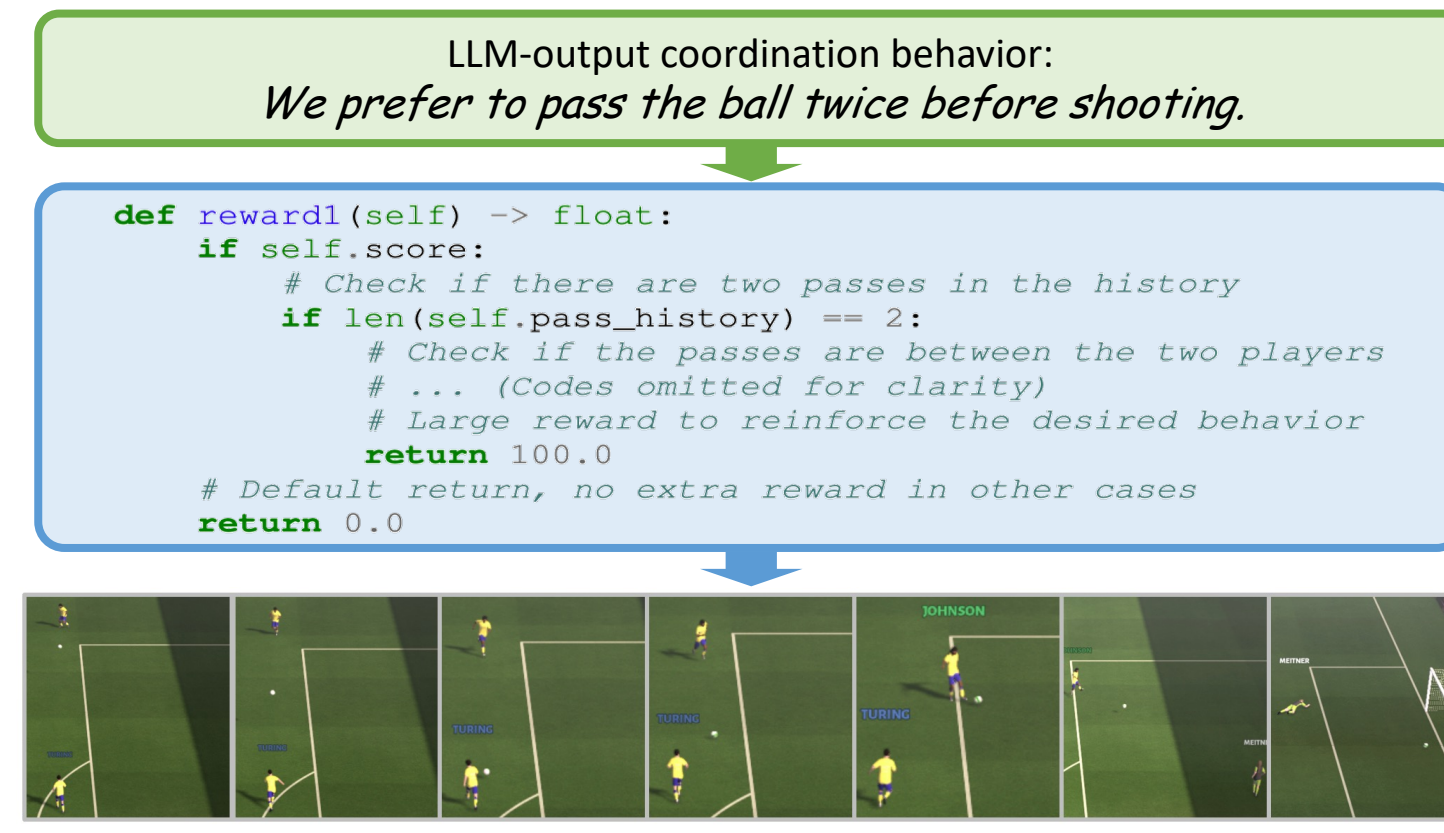 LLM-output coordination behavior:
We prefer to pass the ball twice before shooting.
def reward1(self) -> float:
if self.score:
# Check if there are two passes in the history
if len(self.pass_history) == 2:
# Check if the passes are between the two players
# ... (Codes omitted for clarity)
# Large reward to reinforce the desired behavior
return 100.0
# Default return, no extra reward in other cases
return 0.0
TURING
TURING
TURING
TURING
JOHNSON
TURING
MEITNER